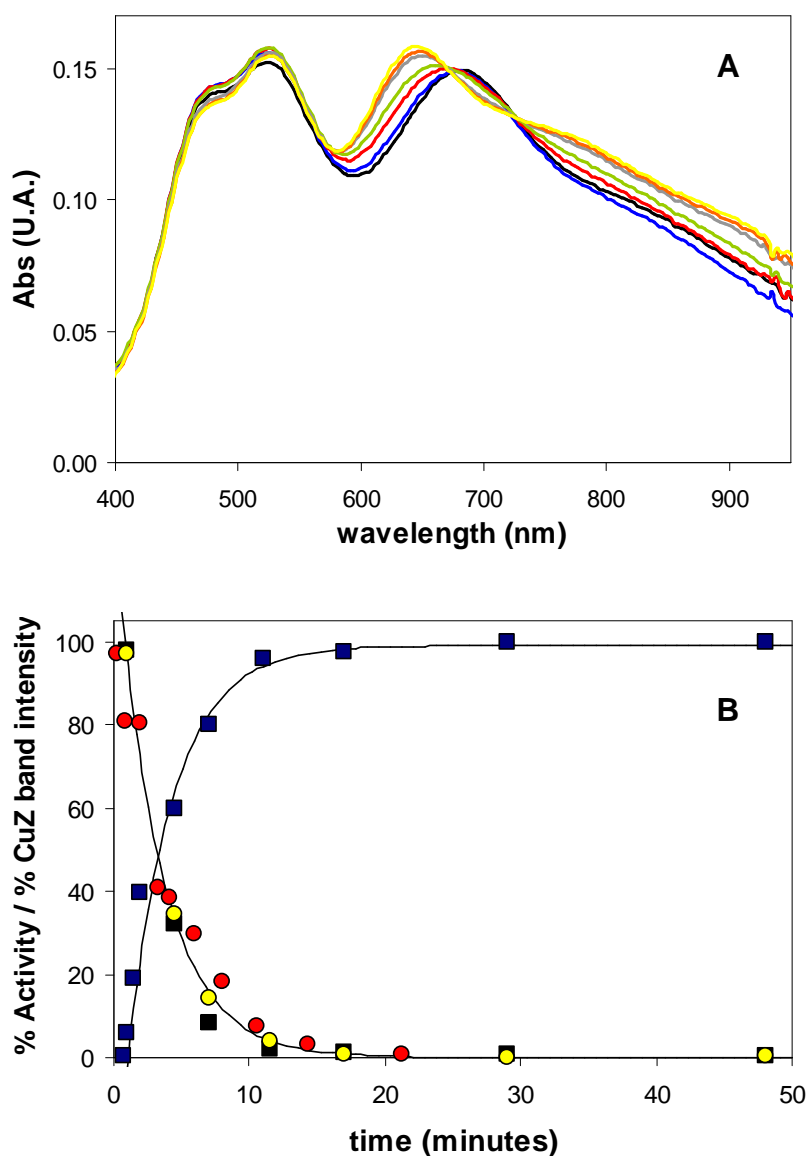 A
Abs (U.A.)
0.15
0.10
0.05
0.00
400 500 600 700 800 900
wavelength (nm)
B
% Activity / % CuZ band intensity
100
80
60
40
20
0
0 10 20 30 40 50
time (minutes)